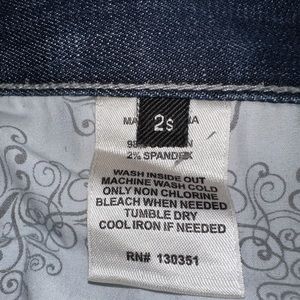 2s
2% SPANDEX
WASH INSIDE OUT
MACHINE WASH COLD
ONLY NON CHLORINE
BLEACH WHEN NEEDED
TUMBLE DRY
COOL IRON IF NEEDED
RN# 130351